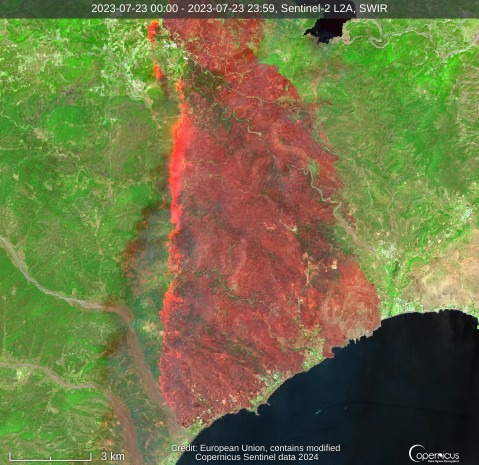 2023-07-23 00:00 - 2023-07-23 23:59, Sentinel-2 L2A, SWIR
3 km
Credit: European Union, contains modified
Copernicus Sentinel data 2024
opernicus